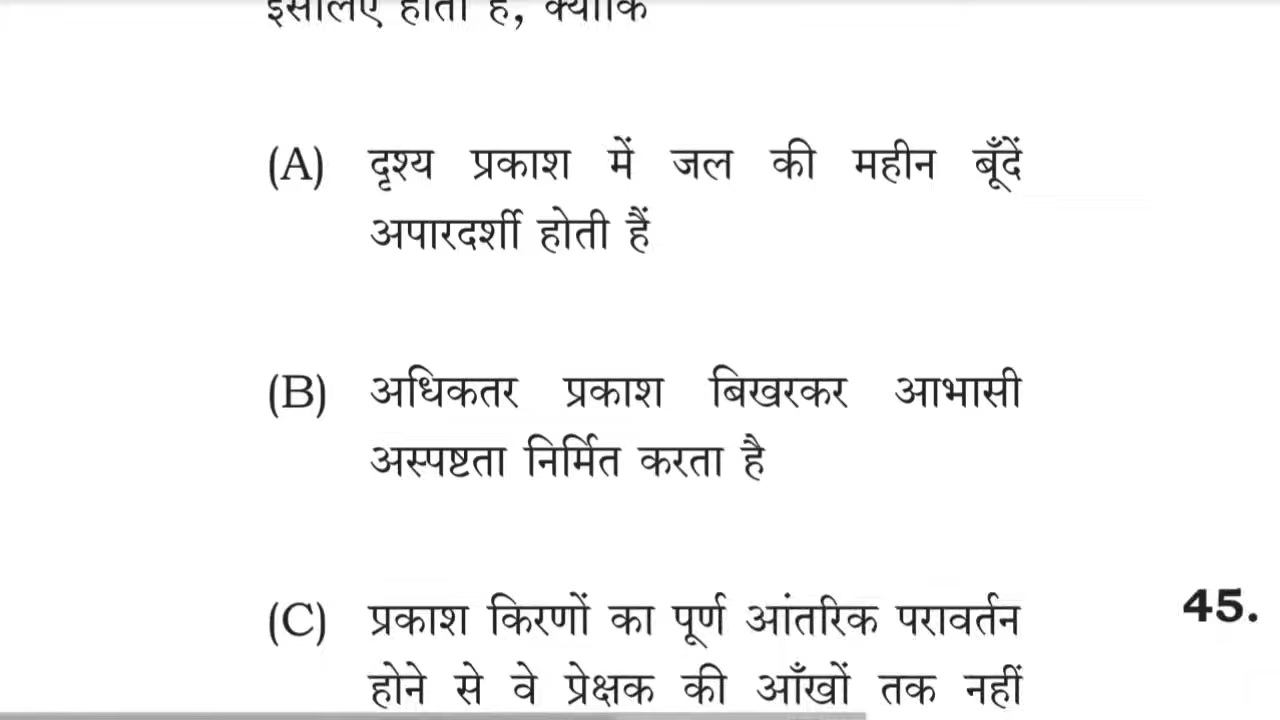 इसलिए होता है, क्योंकि
(A) दृश्य प्रकाश में जल की महीन बूँदें
अपारदर्शी होती हैं
(B) अधिकतर प्रकाश बिखरकर आभासी
अस्पष्टता निर्मित करता है
(C) प्रकाश किरणों का पूर्ण आंतरिक परावर्तन
होने से वे प्रेक्षक की आँखों तक नहीं
45.